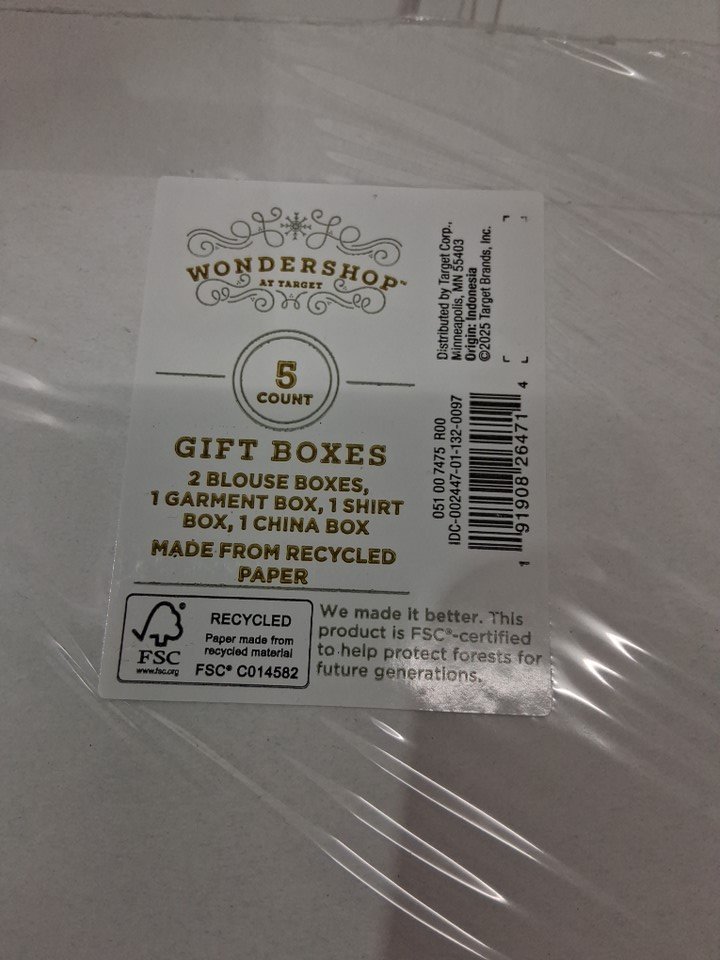 WONDERSHOP™
AT TARGET
5
COUNT
GIFT BOXES
2 BLOUSE BOXES,
1 GARMENT BOX, 1 SHIRT
BOX, 1 CHINA BOX
MADE FROM RECYCLED
PAPER
FSC®
www.fsc.org
RECYCLED
Paper made from
recycled material
FSC® C014582
We made it better. This
product is FSC®-certified
to help protect forests for
future generations.
Distributed by Target Corp.,
Minneapolis, MN 55403
Origin: Indonesia
©2025 Target Brands, Inc.
051 00 7475 R00
IDC-002447-01-132-0097
1 91908 26471 4